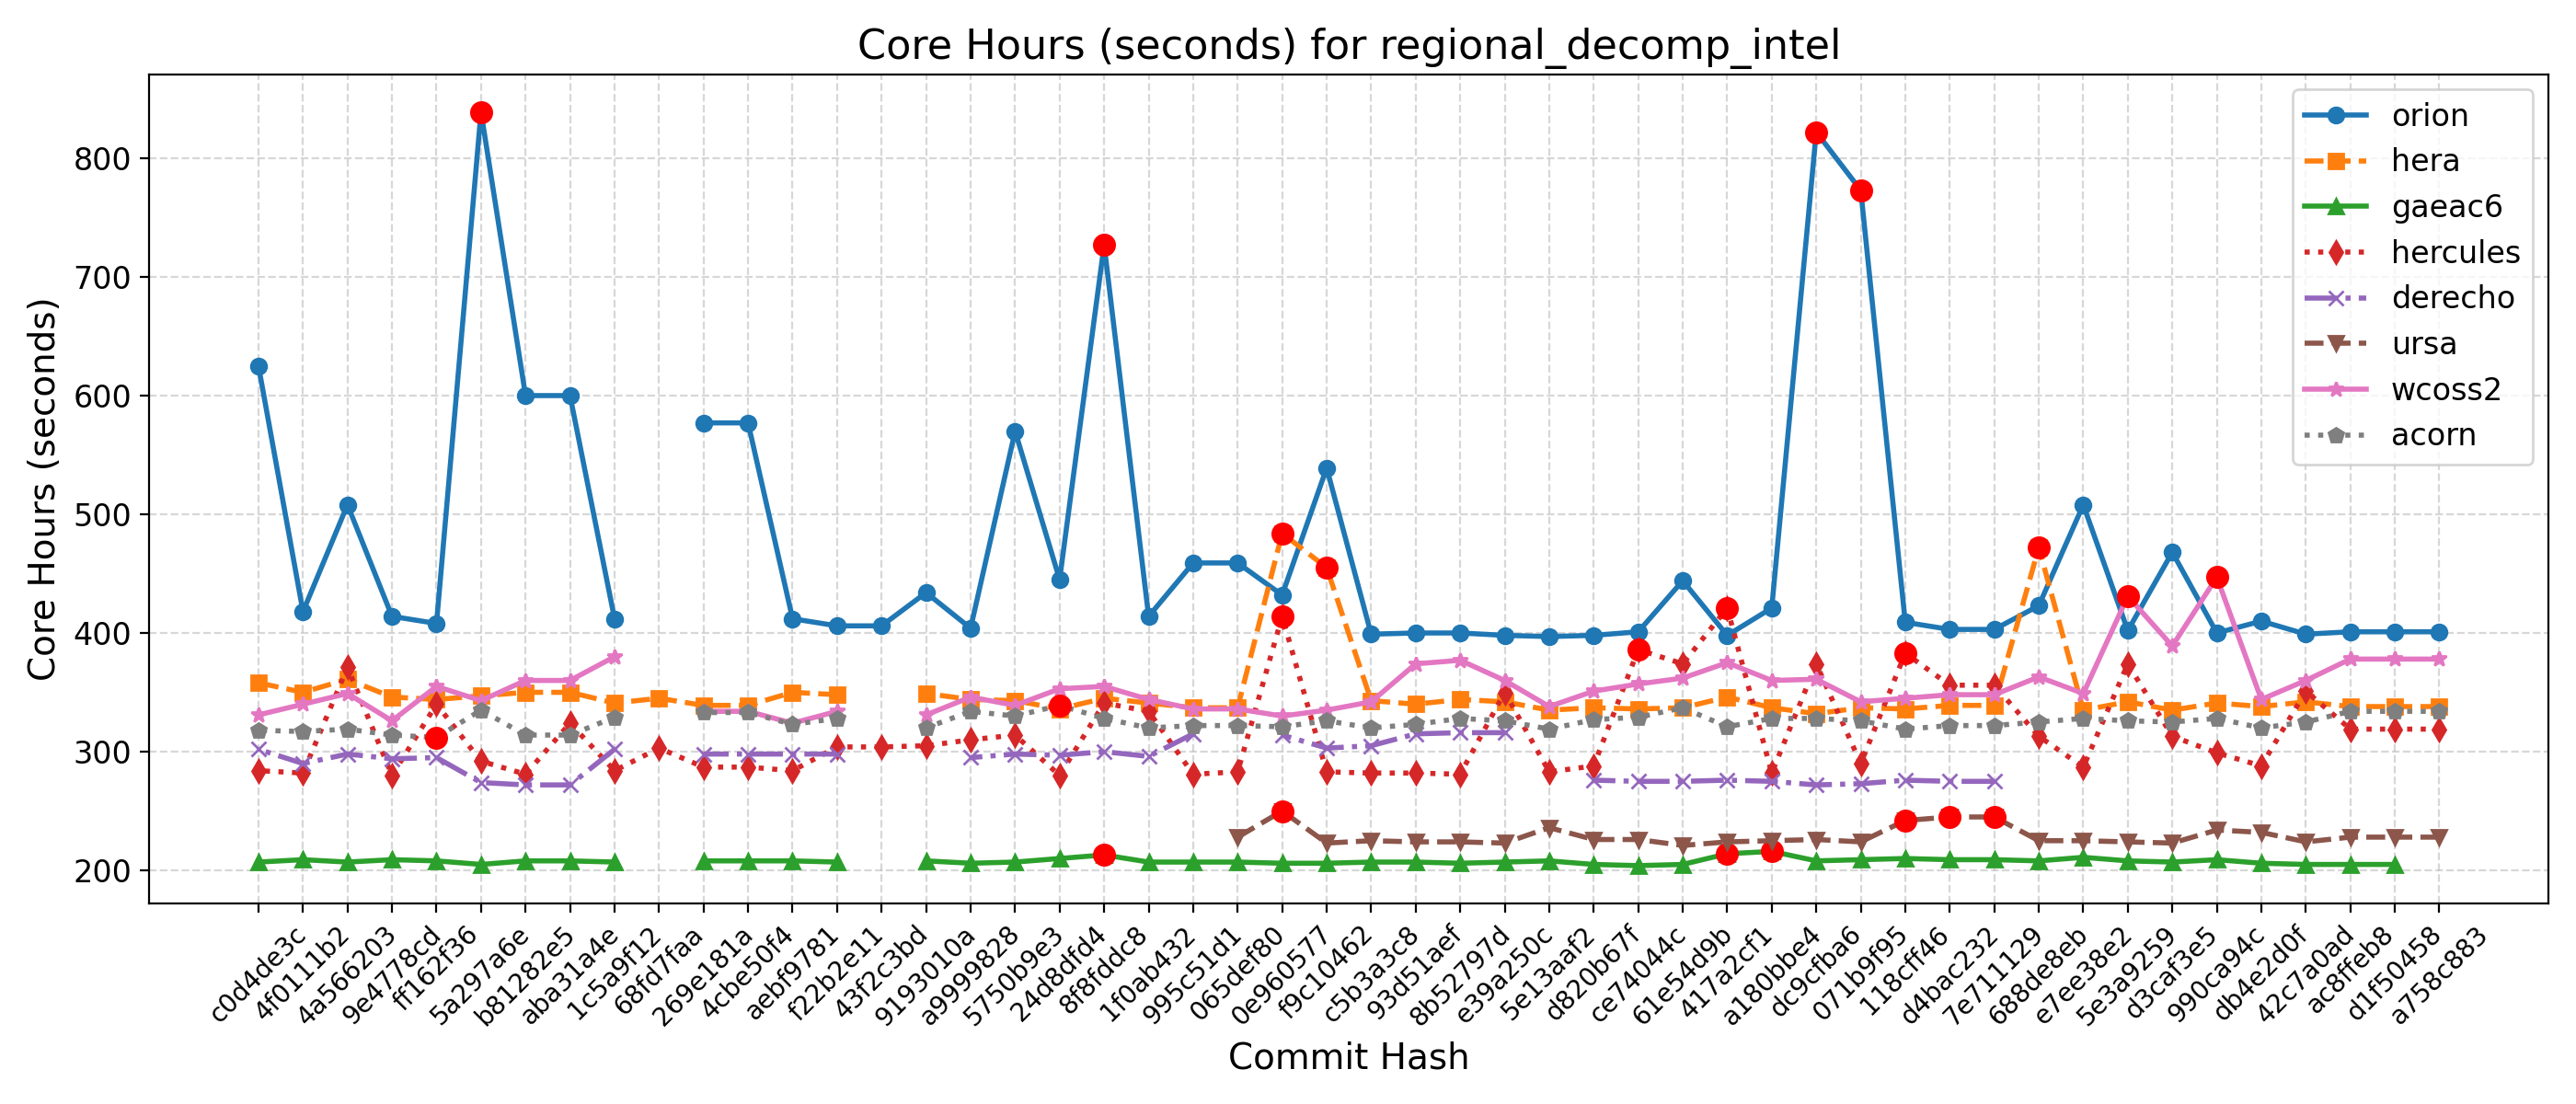 Core Hours (seconds) for regional_decomp_intel
Core Hours (seconds)
800
700
600
500
400
300
200
orion
hera
gaeac6
hercules
derecho
ursa
wcoss2
acorn
c0d4de3c
4f0111b2
4a566203
9e4778cd
ff162f36
5a297a6e
b81282e5
aba31a4e
1c5a9f12
68fd7faa
269e181a
4cbe50f4
aebf9781
f22b2e11
43f2c3bd
9193010a
a9999828
5750b9e3
24d8dfd4
8f8fddc8
1f0ab432
995c51d1
065def80
0e960577
f9c10462
c5b3a3c8
93d51aef
8b52797d
e39a250c
5e13aaf2
d820b67f
ce74044c
61e54d9b
417a2cf1
a180bbe4
dc9cfba6
071b9f95
118cff46
d4bac232
7e711129
688de8eb
e7ee38e2
5e3a9259
d3caf3e5
990ca94c
db4e2d0f
42c7a0ad
ac8ffeb8
d1f50458
a758c883
Commit Hash